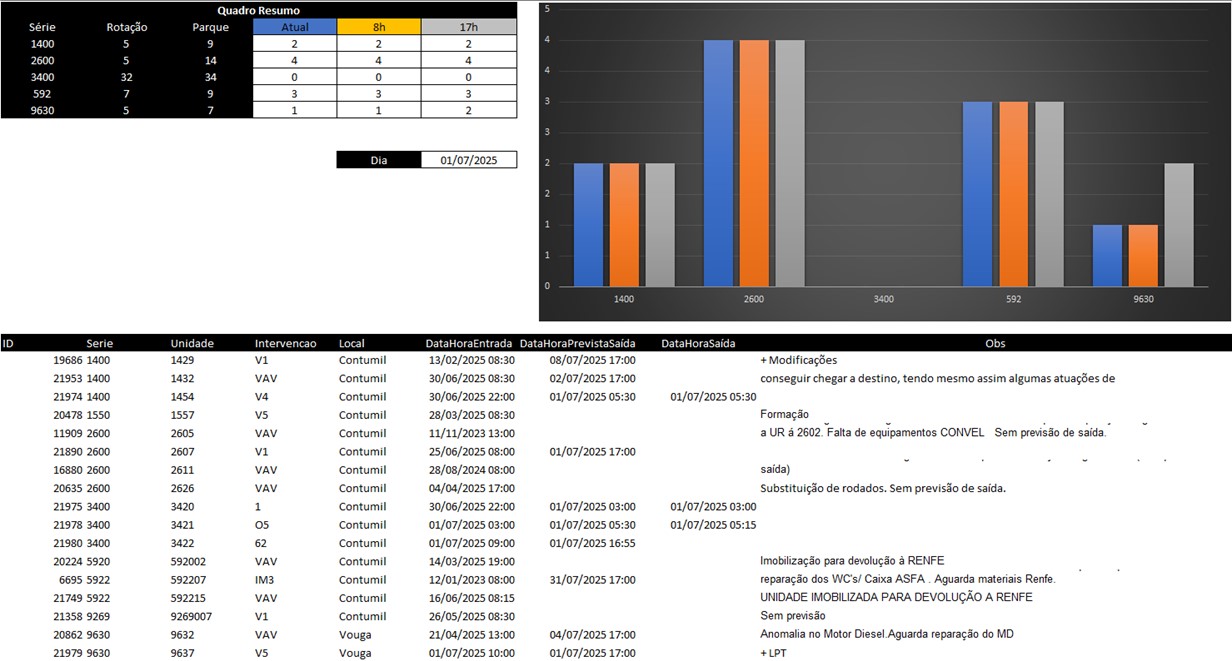 Quadro Resumo
Série Rotação Parque Atual 8h 17h
1400 5 9 2 2 2
2600 5 14 4 4 4
3400 32 34 0 0 0
592 7 9 3 3 3
9630 5 7 1 1 2
Dia 01/07/2025
5
4
4
3
3
2
2
1
1
0
1400 2600 3400 592 9630
ID Serie Unidade Intervencao Local DataHoraEntrada DataHoraPrevistaSaída DataHoraSaída Obs
19686 1400 1429 V1 Contumil 13/02/2025 08:30 08/07/2025 17:00 + Modificações
21953 1400 1432 VAV Contumil 30/06/2025 08:30 02/07/2025 17:00 conseguir chegar a destino, tendo mesmo assim algumas atuações de
21974 1400 1454 V4 Contumil 30/06/2025 22:00 01/07/2025 05:30 01/07/2025 05:30
20478 1550 1557 V5 Contumil 28/03/2025 08:30 Formação
11909 2600 2605 VAV Contumil 11/11/2023 13:00 a UR á 2602. Falta de equipamentos CONVEL Sem previsão de saída.
21890 2600 2607 V1 Contumil 25/06/2025 08:00 01/07/2025 17:00
16880 2600 2611 VAV Contumil 28/08/2024 08:00 saída)
20635 2600 2626 VAV Contumil 04/04/2025 17:00 Substituição de rodados. Sem previsão de saída.
21975 3400 3420 1 Contumil 30/06/2025 22:00 01/07/2025 03:00 01/07/2025 03:00
21978 3400 3421 O5 Contumil 01/07/2025 03:00 01/07/2025 05:30 01/07/2025 05:15
21980 3400 3422 62 Contumil 01/07/2025 09:00 01/07/2025 16:55
20224 5920 592002 VAV Contumil 14/03/2025 19:00 Imobilização para devolução à RENFE
6695 5922 592207 IM3 Contumil 12/01/2023 08:00 31/07/2025 17:00 reparação dos WC's/ Caixa ASFA . Aguarda materiais Renfe.
21749 5922 592215 VAV Contumil 16/06/2025 08:15 UNIDADE IMOBILIZADA PARA DEVOLUÇÃO A RENFE
21358 9269 9269007 V1 Contumil 26/05/2025 08:30 Sem previsão
20862 9630 9632 VAV Vouga 21/04/2025 13:00 04/07/2025 17:00 Anomalia no Motor Diesel.Aguarda reparação do MD
21979 9630 9637 V5 Vouga 01/07/2025 10:00 01/07/2025 17:00 + LPT